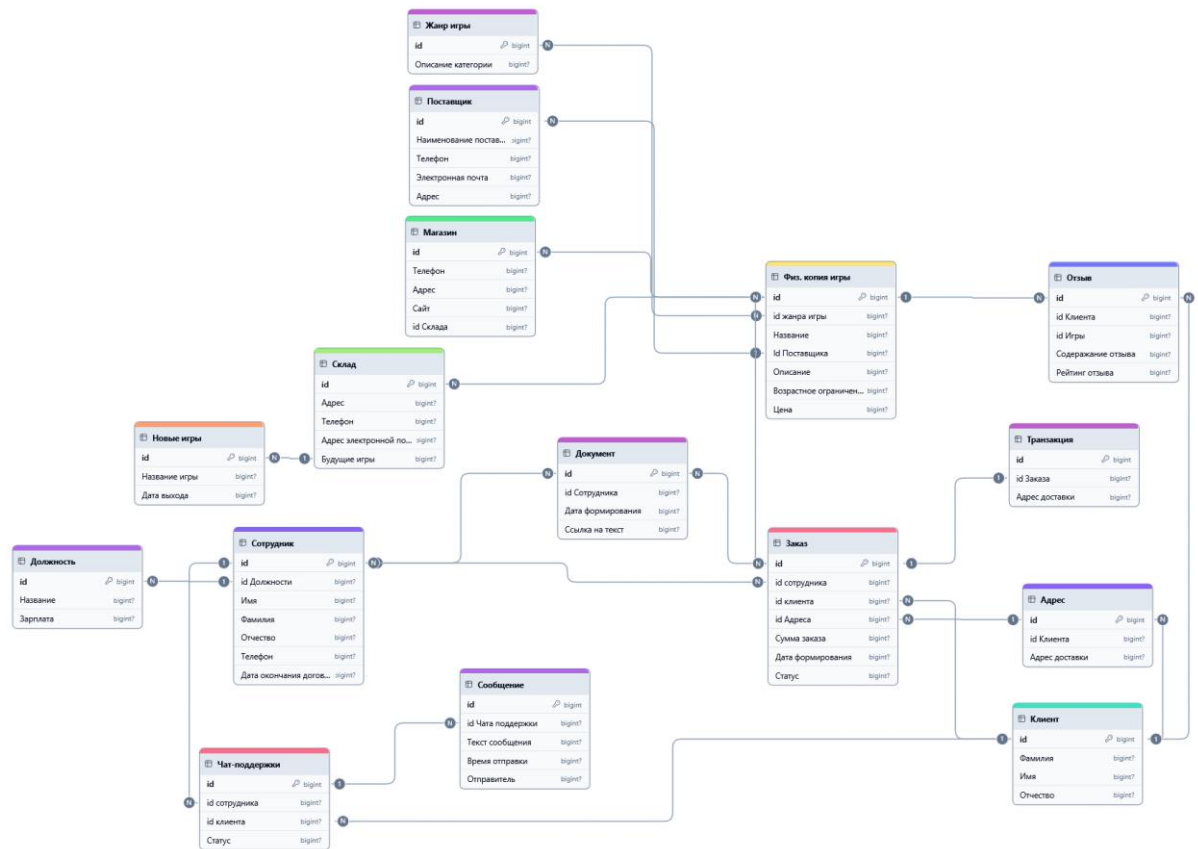 Жанр игры
id bigint
Описание категории bigint?
Поставщик
id bigint
Наименование постав... bigint?
Телефон bigint?
Электронная почта bigint?
Адрес bigint?
Магазин
id bigint
Телефон bigint?
Адрес bigint?
Сайт bigint?
id Склада bigint?
Физ. копия игры
id bigint
id жанра игры bigint?
Название bigint?
Id Поставщика bigint?
Описание bigint?
Возрастное ограничен... bigint?
Цена bigint?
Отзыв
id bigint
id Клиента bigint?
id Игры bigint?
Содеражание отзыва bigint?
Рейтинг отзыва bigint?
Склад
id bigint
Адрес bigint?
Телефон bigint?
Адрес электронной по... bigint?
Будущие игры bigint?
Новые игры
id bigint
Название игры bigint?
Дата выхода bigint?
Документ
id bigint
id Сотрудника bigint?
Дата формирования bigint?
Ссылка на текст bigint?
Транзакция
id bigint
id Заказа bigint?
Адрес доставки bigint?
Должность
id bigint
Название bigint?
Зарплата bigint?
Сотрудник
id bigint
id Должности bigint?
Имя bigint?
Фамилия bigint?
Отчество bigint?
Телефон bigint?
Дата окончания догов... bigint?
Заказ
id bigint
id сотрудника bigint?
id клиента bigint?
id Адреса bigint?
Сумма заказа bigint?
Дата формирования bigint?
Статус bigint?
Адрес
id bigint
id Клиента bigint?
Адрес доставки bigint?
Сообщение
id bigint
id Чата поддержки bigint?
Текст сообщения bigint?
Время отправки bigint?
Отправитель bigint?
Клиент
id bigint
Фамилия bigint?
Имя bigint?
Отчество bigint?
Чат-поддержки
id bigint
id сотрудника bigint?
id клиента bigint?
Статус bigint?